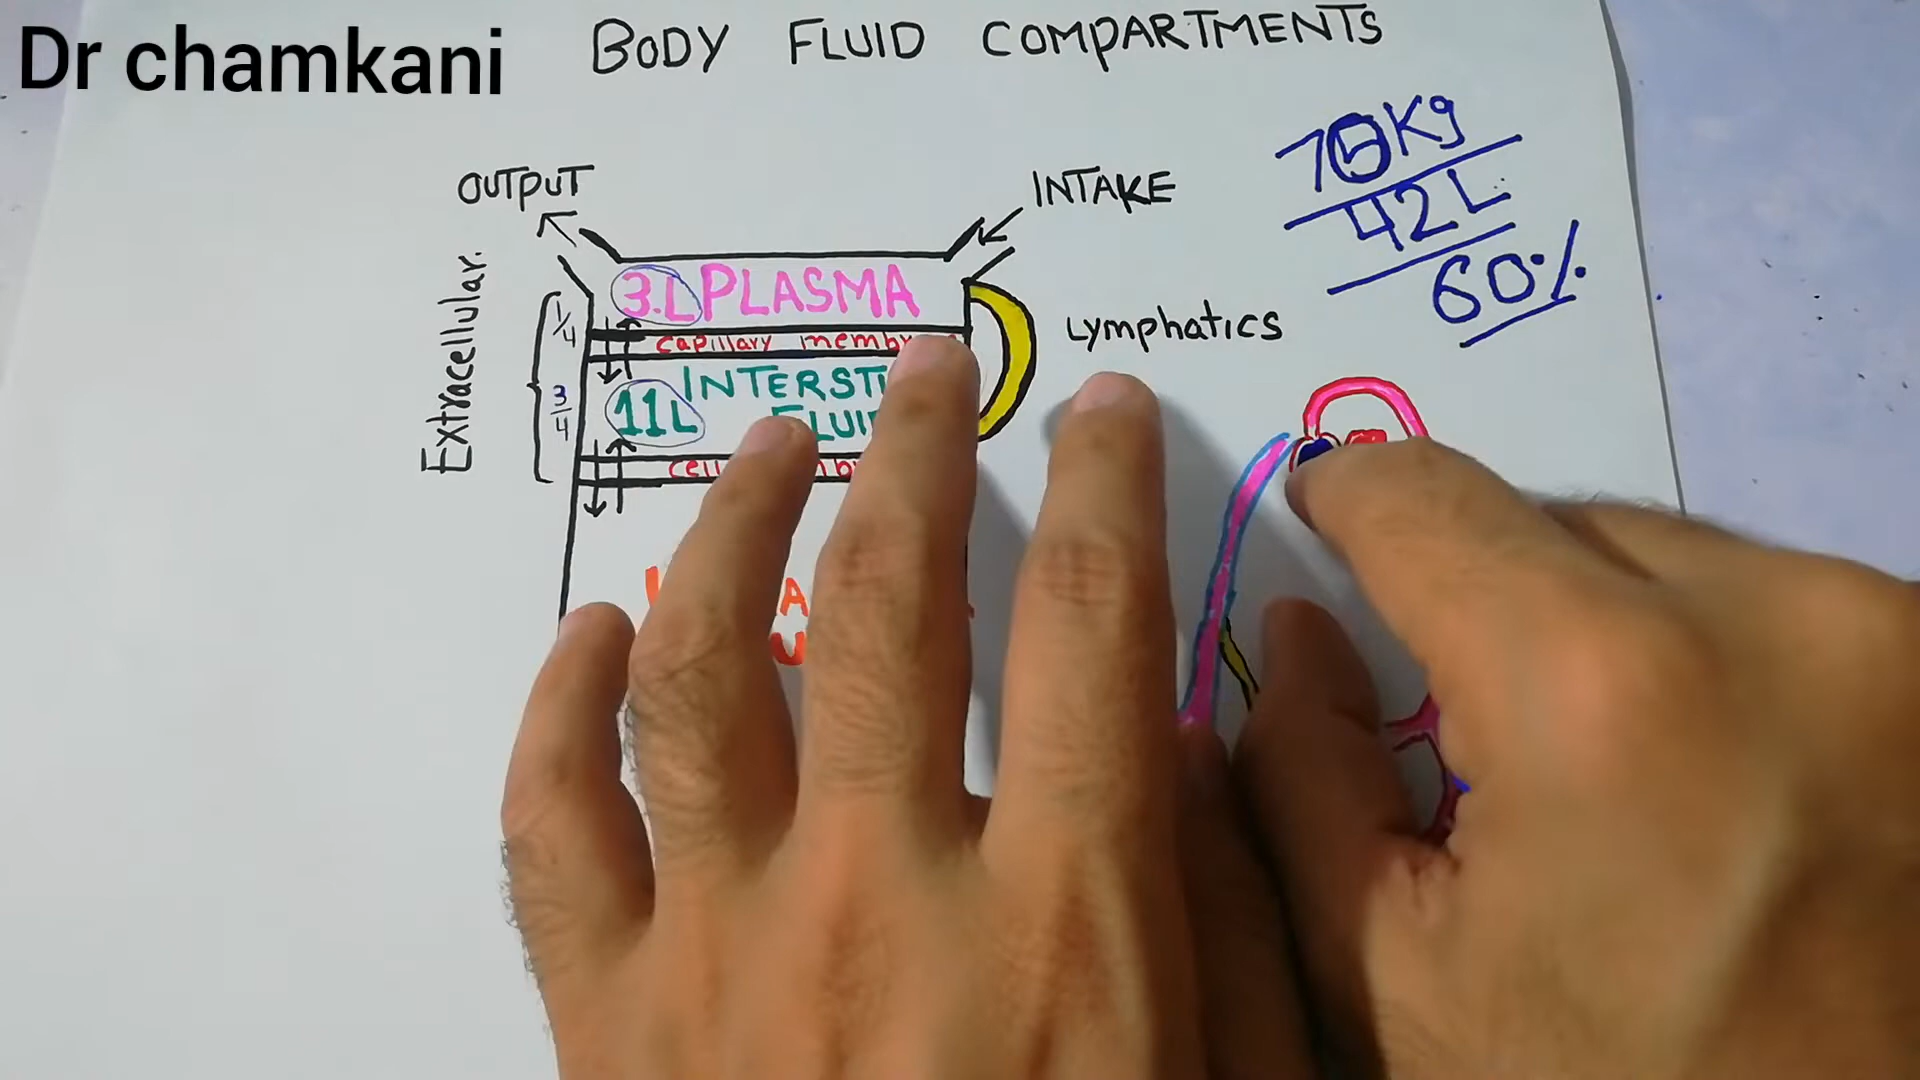 Dr chamkani
BODY FLUID COMPARTMENTS
70Kg
42L
60%
OUTPUT
INTAKE
Extracellular.
1/4
3.L PLASMA
capillary
Lymphatics
3/4
11L